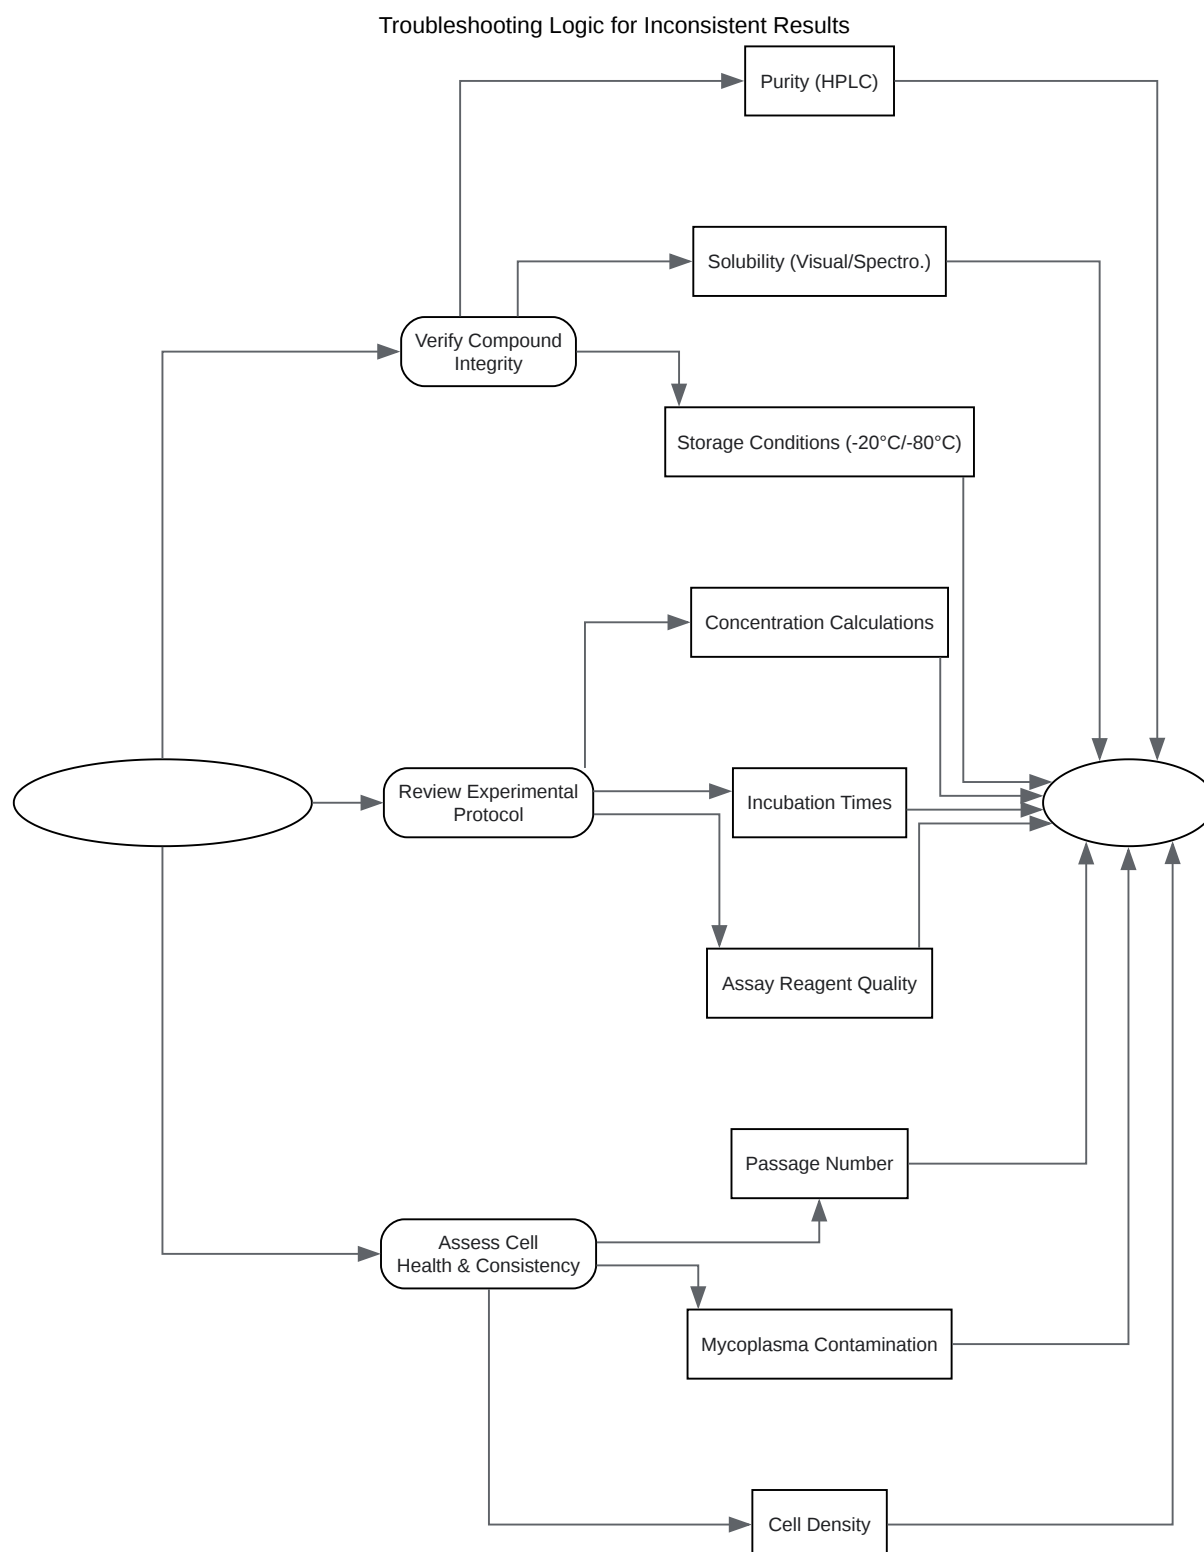 Troubleshooting Logic for Inconsistent Results
Purity (HPLC)
Solubility (Visual/Spectro.)
Verify Compound
Integrity
Storage Conditions (-20°C/-80°C)
Concentration Calculations
Review Experimental
Protocol
Incubation Times
Assay Reagent Quality
Passage Number
Assess Cell
Health & Consistency
Mycoplasma Contamination
Cell Density